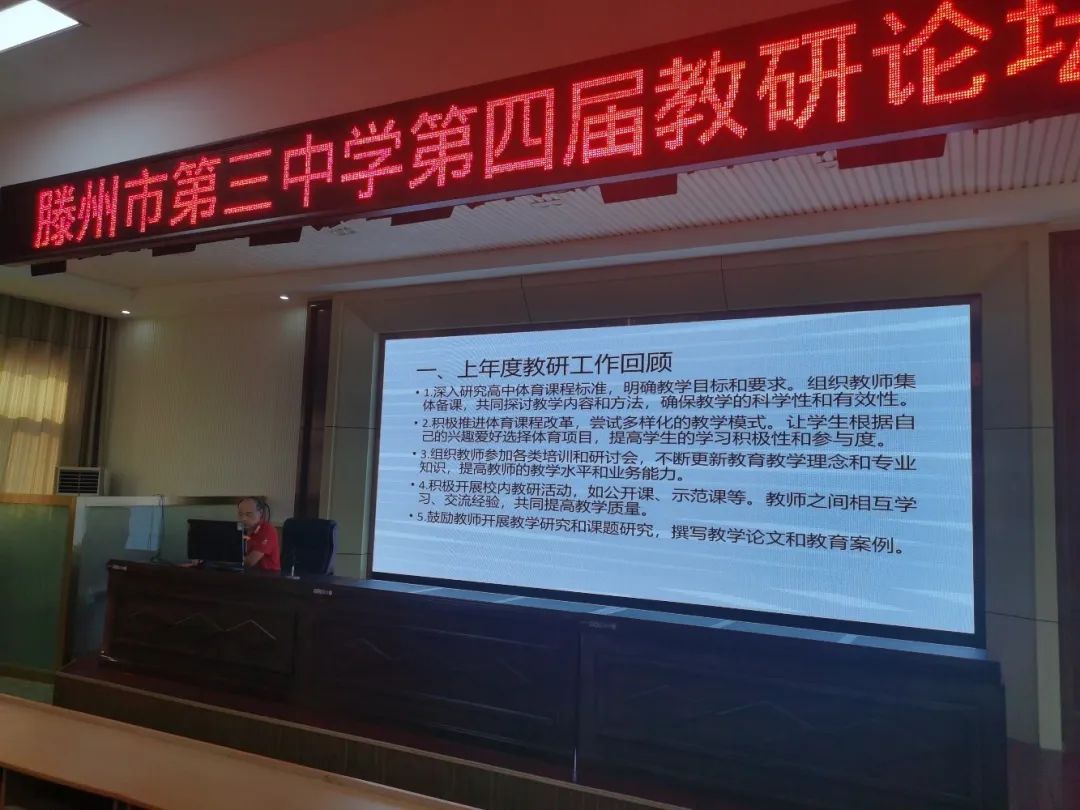 滕州市第三中学第四届教研论坛
一、上年度教研工作回顾
• 1.深入研究高中体育课程标准，明确教学目标和要求。组织教师集
体备课，共同探讨教学内容和方法，确保教学的科学性和有效性。
• 2.积极推进体育课程改革，尝试多样化的教学模式。让学生根据自
己的兴趣爱好选择体育项目，提高学生的学习积极性和参与度。
• 3.组织教师参加各类培训和研讨会，不断更新教育教学理念和专业
知识，提高教师的教学水平和业务能力。
• 4.积极开展校内教研活动，如公开课、示范课等。教师之间相互学
习、交流经验，共同提高教学质量。
• 5.鼓励教师开展教学研究和课题研究，撰写教学论文和教育案例。